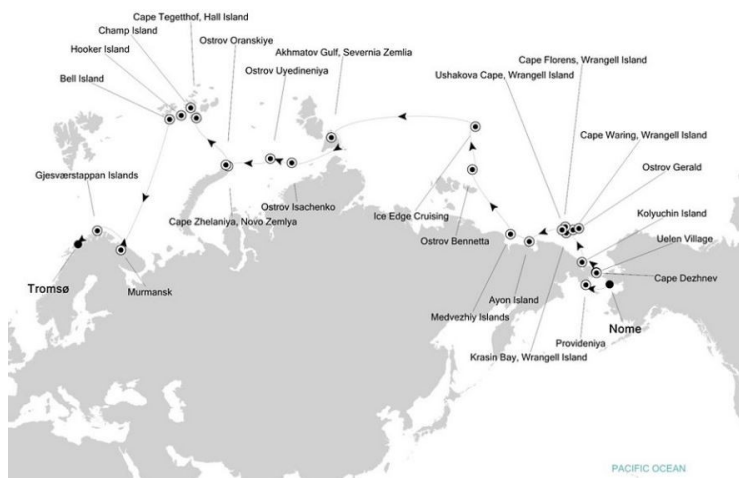 Cape Tegetthof, Hall Island
Champ Island
Ostrov Oranskiye
Hooker Island
Akhmatov Gulf, Severnia Zemlia
Cape Florens, Wrangel Island
Bell Island
Ostrov Uyedineniya
Ushakova Cape, Wrangell Island
Cape Waring, Wrangell Island
Ostrov Gerald
Gjesværstappan Islands
Kolyuchin Island
Ostrov Isachenko
Ice Edge Cruising
Cape Zhelaniya, Novo Zemlya
Ostrov Bennetta
Uelen Village
Cape Dezhnev
Tromsø
Murmansk
Ayon Island
Medvezhiy Islands
Nome
Provideniya
Krasin Bay, Wrangell Island
PACIFIC OCEAN